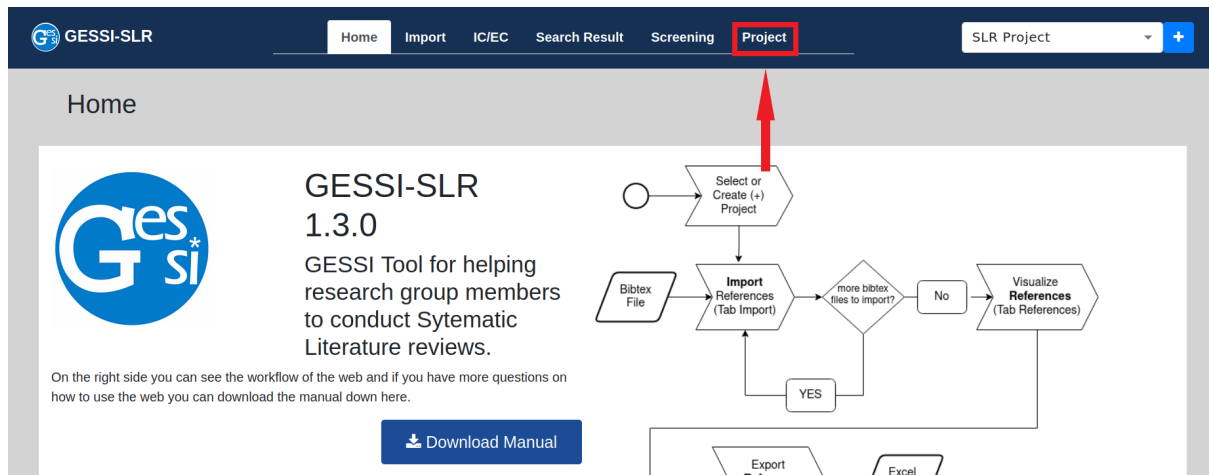 Ges si GESSI-SLR Home Import IC/EC Search Result Screening Project SLR Project +
Home
Ges*
si
GESSI-SLR
1.3.0
GESSI Tool for helping
research group members
to conduct Sytematic
Literature reviews.
On the right side you can see the workflow of the web and if you have more questions on
how to use the web you can download the manual down here.
Download Manual
Select or
Create (+)
Project
Bibtex
File
Import
References
(Tab Import)
more bibtex
files to import?
No
Visualize
References
(Tab References)
YES
Export
Excel